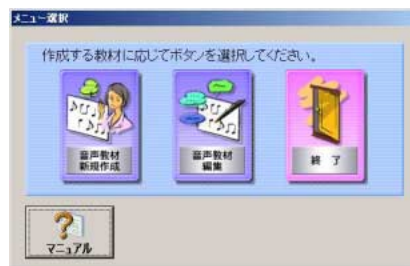 メニュー選択
作成する教材に応じてボタンを選択してください。
音声教材
新規作成
音声教材
編集
終 了
マニュアル